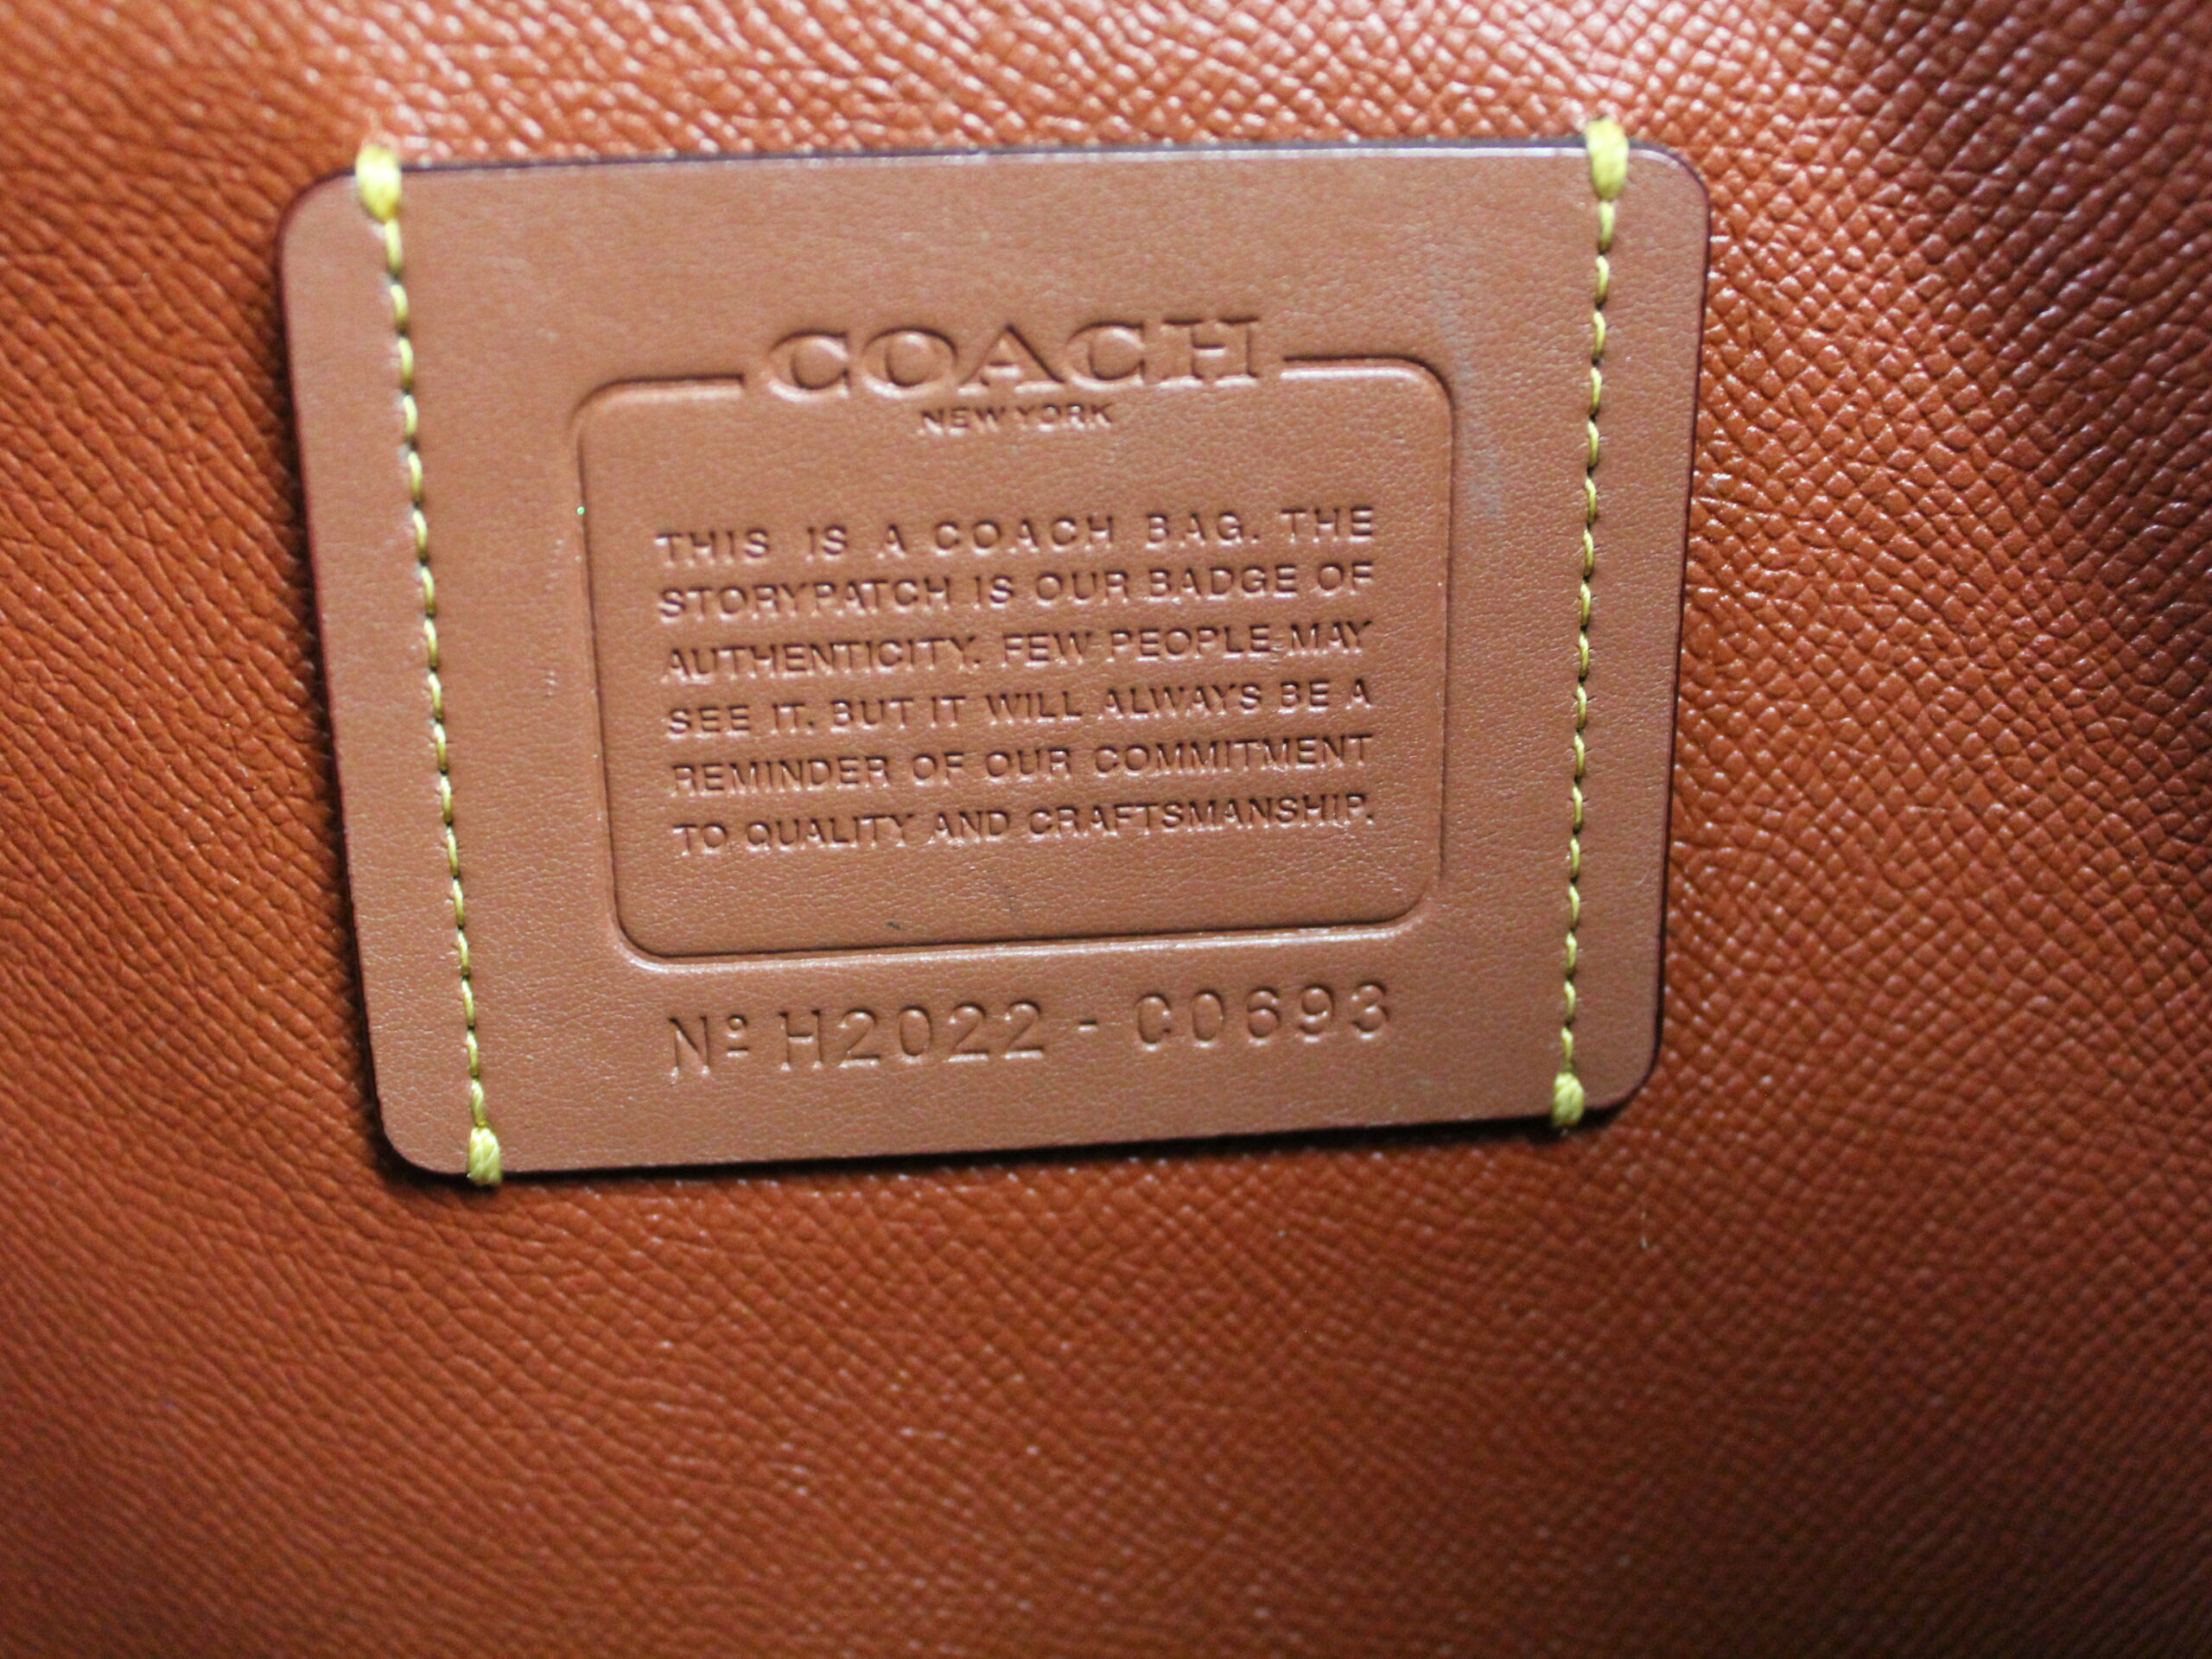 COACH
NEW YORK
THIS IS A COACH BAG. THE
STORYPATCH IS OUR BADGE OF
AUTHENTICITY. FEW PEOPLE MAY
SEE IT. BUT IT WILL ALWAYS BE A
REMINDER OF OUR COMMITMENT
TO QUALITY AND CRAFTSMANSHIP.
Nº H2022 - C0693